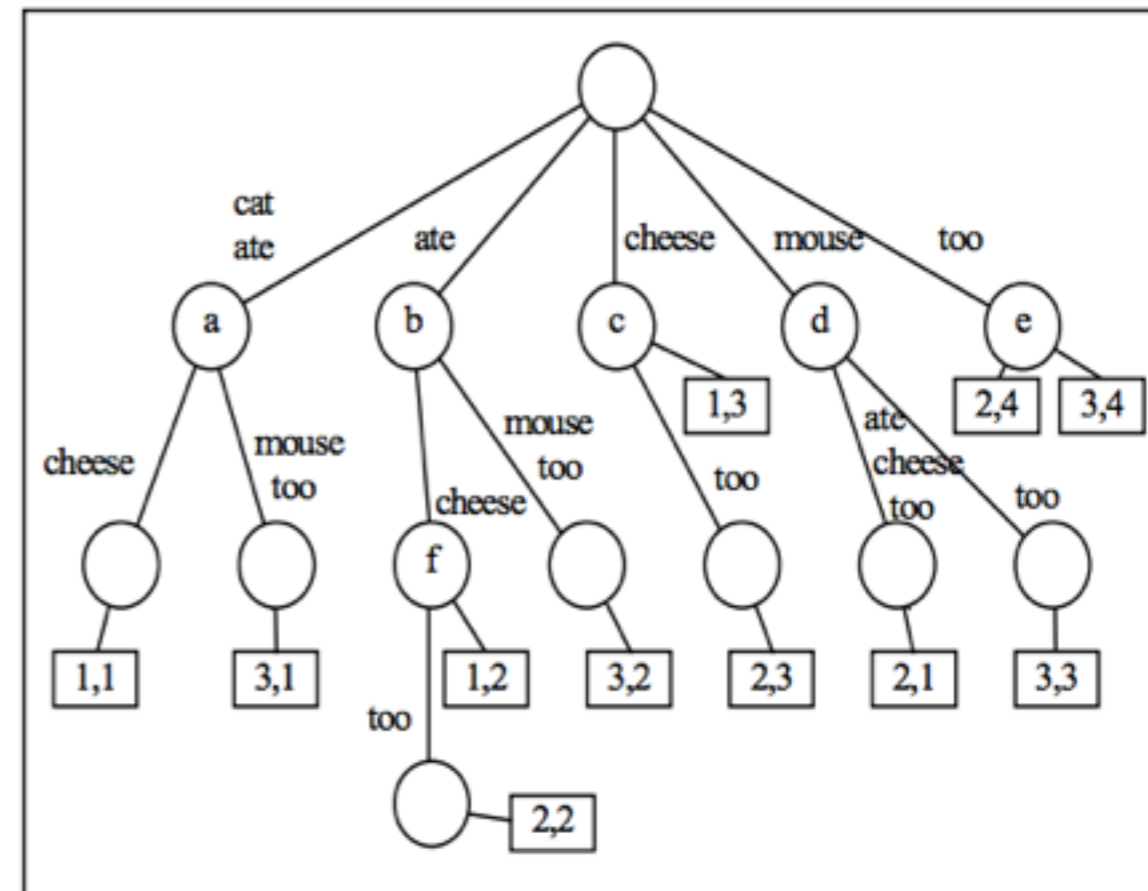 cat
ate
ate
cheese
mouse
too
a
b
c
d
e
1,3
2,4
3,4
cheese
mouse
too
cheese
mouse
too
too
ate
cheese
too
too
f
1,1
3,1
1,2
3,2
2,3
2,1
3,3
too
2,2